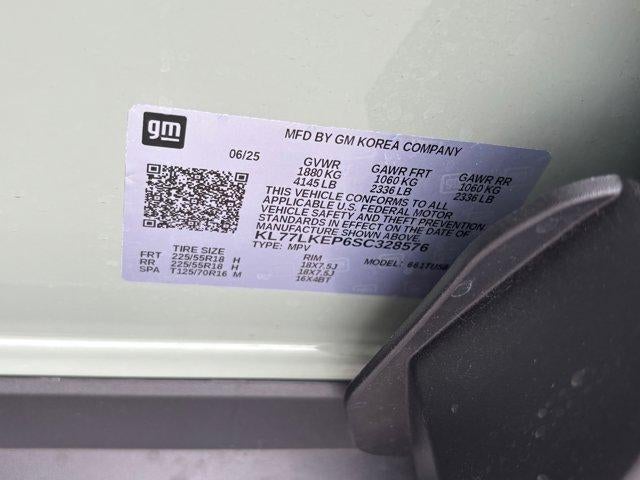 gm
MFD BY GM KOREA COMPANY
06/25 GVWR GAWR FRT GAWR RR
1880 KG 1060 KG 1060 KG
4145 LB 2336 LB 2336 LB
THIS VEHICLE CONFORMS TO ALL
APPLICABLE U.S. FEDERAL MOTOR
VEHICLE SAFETY AND THEFT PREVENTION
STANDARDS IN EFFECT ON THE DATE OF
MANUFACTURE SHOWN ABOVE.
KL77LKEP6SC328576
TYPE: MPV MODEL:
TIRE SIZE RIM
FRT 225/55R18 H 18X7.5J
RR 225/55R18 H 18X7.5J
SPA T125/70R16 M 16X4BT